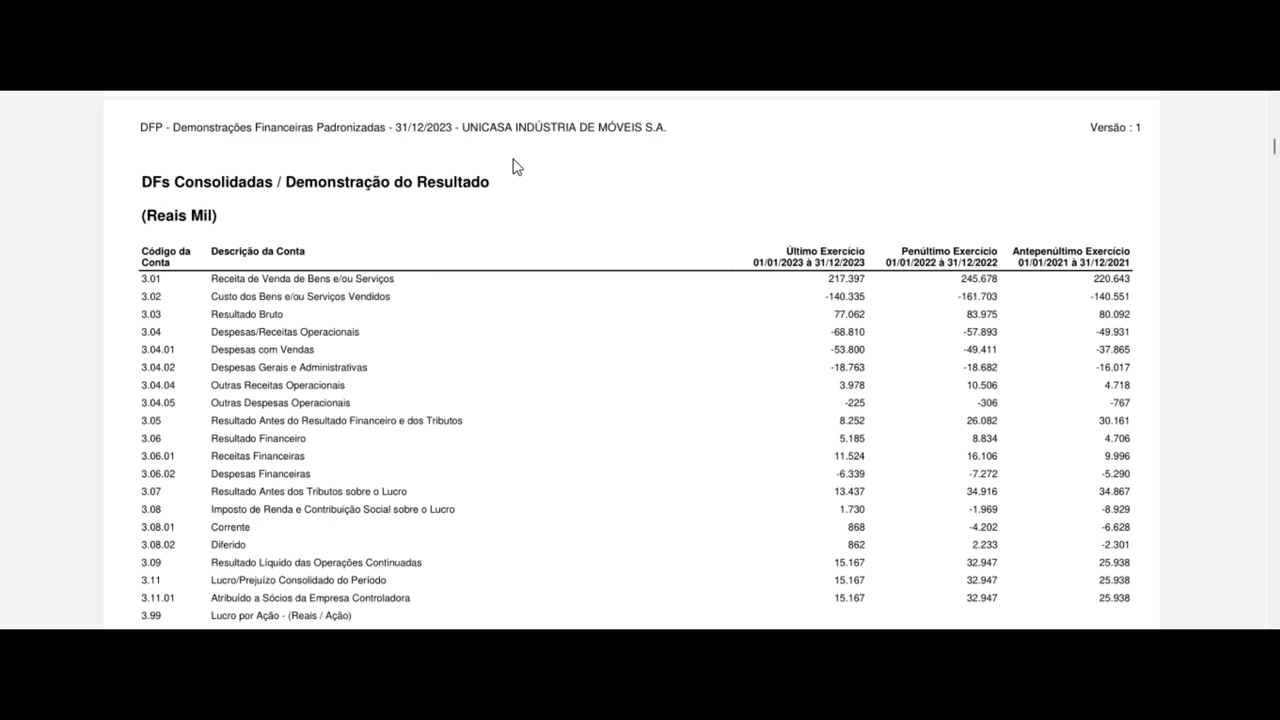 DFP - Demonstrações Financeiras Padronizadas - 31/12/2023 - UNICASA INDÚSTRIA DE MÓVEIS S.A. Versão : 1
DFs Consolidadas / Demonstração do Resultado
(Reais Mil)
Código da Conta Descrição da Conta Último Exercício 01/01/2023 à 31/12/2023 Penúltimo Exercício 01/01/2022 à 31/12/2022 Antepenúltimo Exercício 01/01/2021 à 31/12/2021
3.01 Receita de Venda de Bens e/ou Serviços 217.397 245.678 220.643
3.02 Custo dos Bens e/ou Serviços Vendidos -140.335 -161.703 -140.551
3.03 Resultado Bruto 77.062 83.975 80.092
3.04 Despesas/Receitas Operacionais -68.810 -57.893 -49.931
3.04.01 Despesas com Vendas -53.800 -49.411 -37.865
3.04.02 Despesas Gerais e Administrativas -18.763 -18.682 -16.017
3.04.04 Outras Receitas Operacionais 3.978 10.506 4.718
3.04.05 Outras Despesas Operacionais -225 -306 -767
3.05 Resultado Antes do Resultado Financeiro e dos Tributos 8.252 26.082 30.161
3.06 Resultado Financeiro 5.185 8.834 4.706
3.06.01 Receitas Financeiras 11.524 16.106 9.996
3.06.02 Despesas Financeiras -6.339 -7.272 -5.290
3.07 Resultado Antes dos Tributos sobre o Lucro 13.437 34.916 34.867
3.08 Imposto de Renda e Contribuição Social sobre o Lucro 1.730 -1.969 -8.929
3.08.01 Corrente 868 -4.202 -6.628
3.08.02 Diferido 862 2.233 -2.301
3.09 Resultado Líquido das Operações Continuadas 15.167 32.947 25.938
3.11 Lucro/Prejuízo Consolidado do Período 15.167 32.947 25.938
3.11.01 Atribuído a Sócios da Empresa Controladora 15.167 32.947 25.938
3.99 Lucro por Ação - (Reais / Ação)